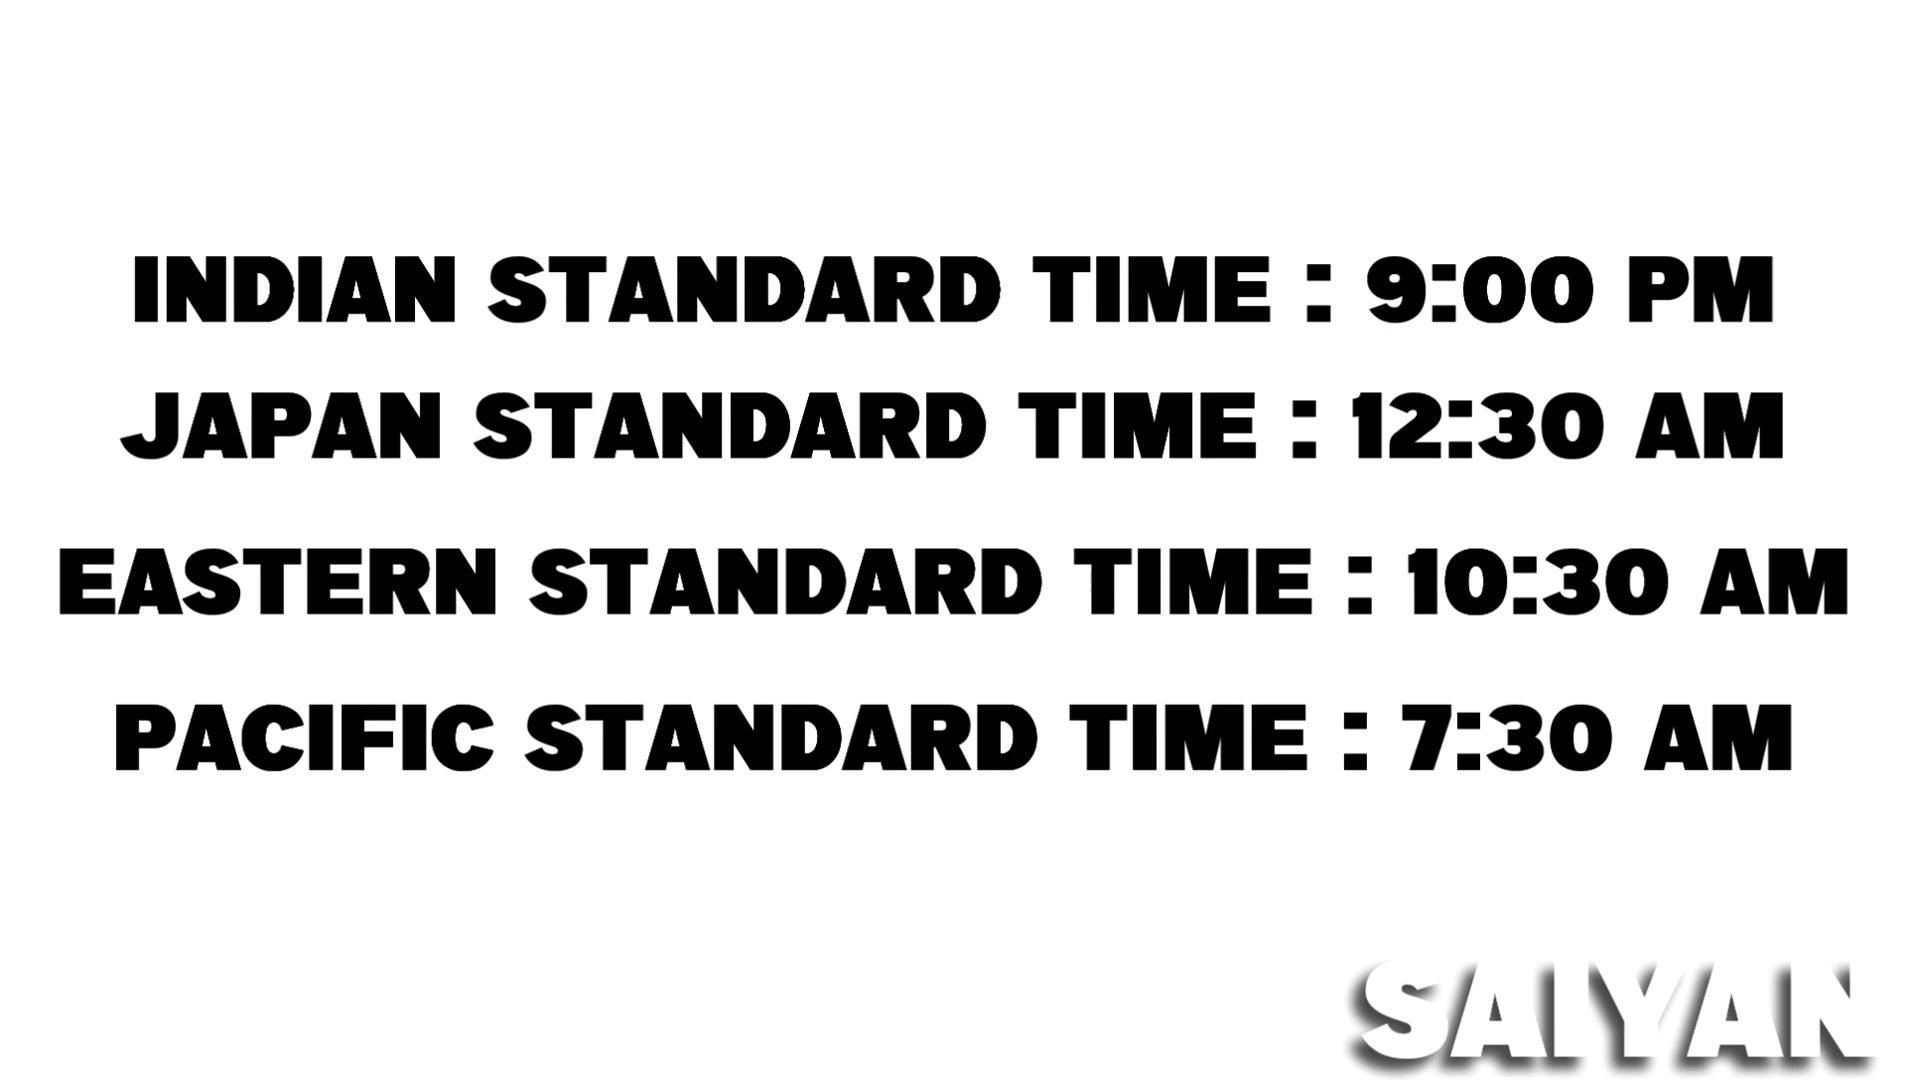 INDIAN STANDARD TIME : 9:00 PM
JAPAN STANDARD TIME : 12:30 AM
EASTERN STANDARD TIME : 10:30 AM
PACIFIC STANDARD TIME : 7:30 AM
SAIYAN